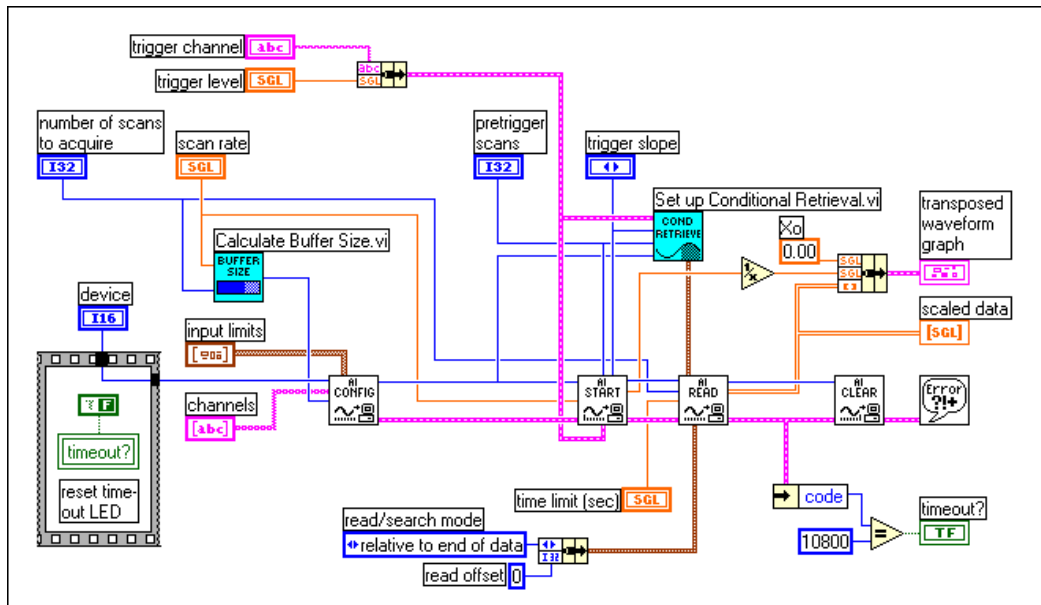 trigger channel
abc
trigger level
SGL
abc
SGL
number of scans
to acquire
I32
scan rate
SGL
pretrigger
scans
I32
trigger slope
Set up Conditional Retrieval.vi
COND
RETRIEVE
transposed
waveform
graph
Xo
0.00
SGL
SGL
1/x
Calculate Buffer Size.vi
BUFFER
SIZE
device
I16
input limits
scaled data
[SGL]
AI
CONFIG
AI
START
AI
READ
AI
CLEAR
Error
?!+
channels
[abc]
F
timeout?
reset time-
out LED
time limit (sec)
SGL
code
timeout?
TF
10800
=
read/search mode
relative to end of data
I32
read offset
0